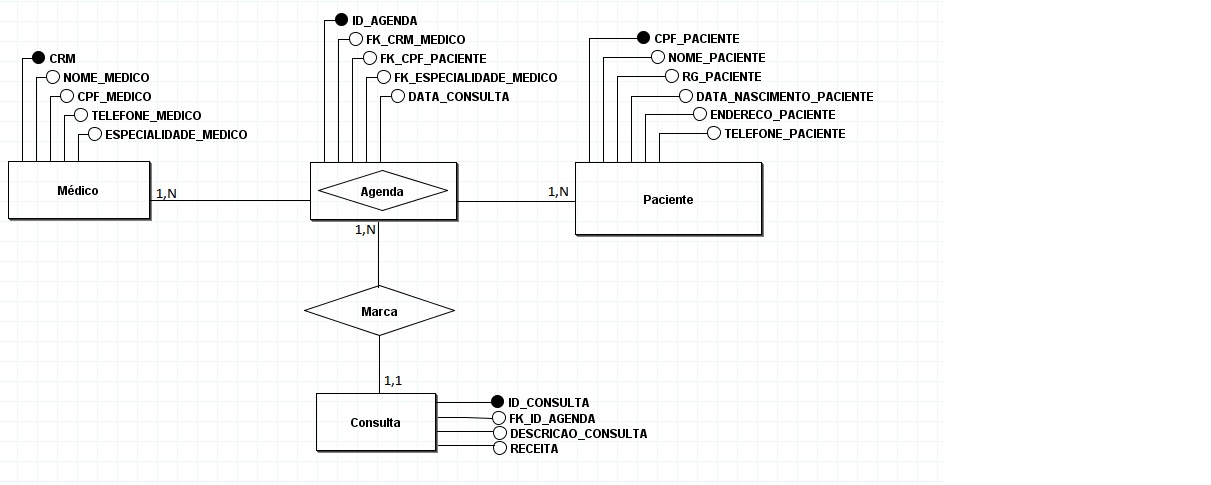 CRM
NOME_MEDICO
CPF_MEDICO
TELEFONE_MEDICO
ESPECIALIDADE_MEDICO
Médico
1,N
ID_AGENDA
FK_CRM_MEDICO
FK_CPF_PACIENTE
FK_ESPECIALIDADE_MEDICO
DATA_CONSULTA
Agenda
1,N
CPF_PACIENTE
NOME_PACIENTE
RG_PACIENTE
DATA_NASCIMENTO_PACIENTE
ENDERECO_PACIENTE
TELEFONE_PACIENTE
Paciente
1,N
Marca
1,1
Consulta
ID_CONSULTA
FK_ID_AGENDA
DESCRICAO_CONSULTA
RECEITA